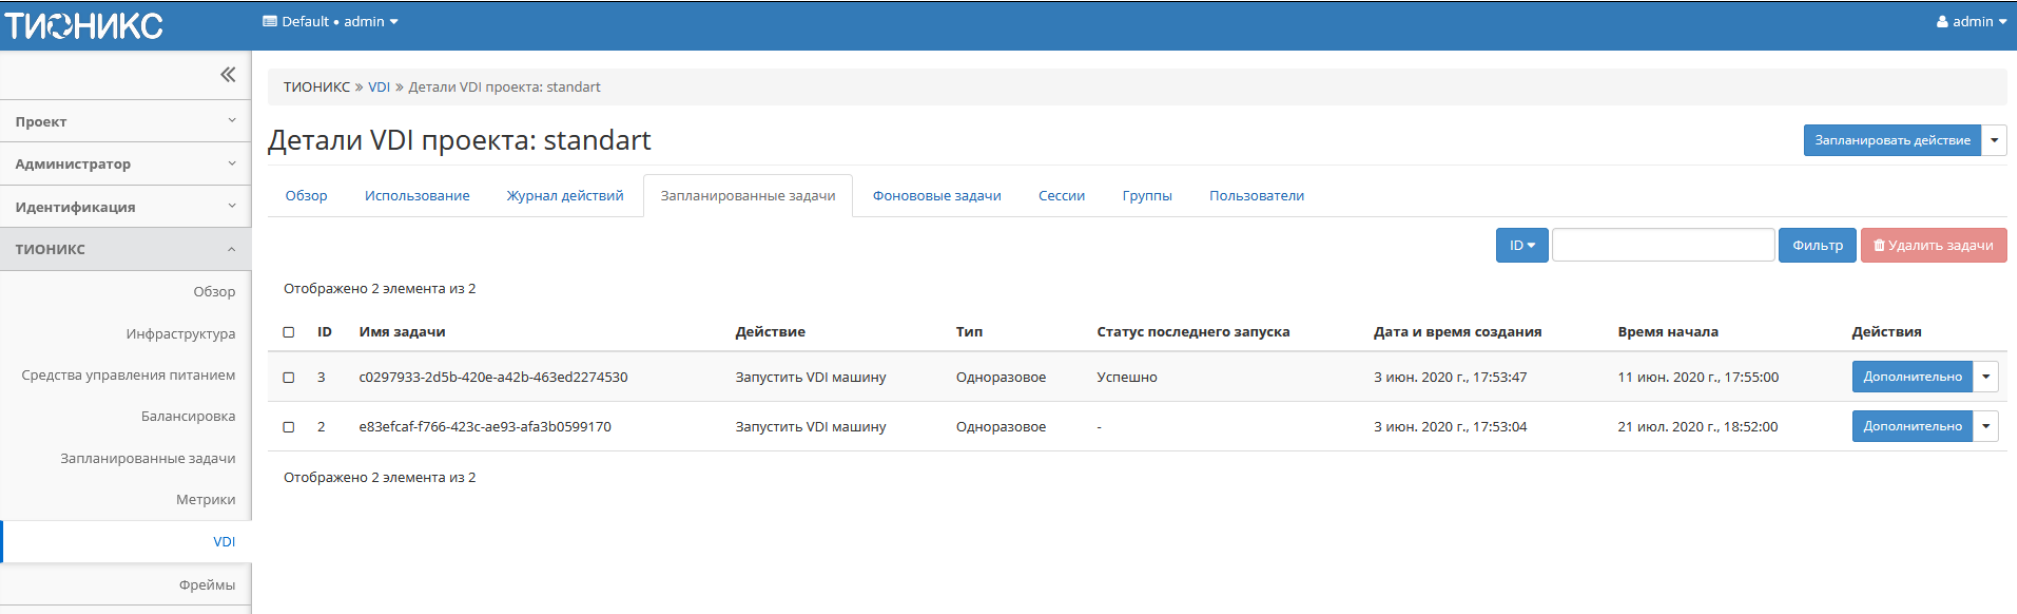 ТИОНИКС
Default • admin
admin
Проект
Администратор
Идентификация
ТИОНИКС
Обзор
Инфраструктура
Средства управления питанием
Балансировка
Запланированные задачи
Метрики
VDI
Фреймы
ТИОНИКС » VDI » Детали VDI проекта: standart
Детали VDI проекта: standart
Запланировать действие
Обзор Использование Журнал действий Запланированные задачи Фонововые задачи Сессии Группы Пользователи
ID Фильтр Удалить задачи
Отображено 2 элемента из 2
ID Имя задачи Действие Тип Статус последнего запуска Дата и время создания Время начала Действия
3 c0297933-2d5b-420e-a42b-463ed2274530 Запустить VDI машину Одноразовое Успешно 3 июн. 2020 г., 17:53:47 11 июн. 2020 г., 17:55:00 Дополнительно
2 e83efcaf-f766-423c-ae93-afa3b0599170 Запустить VDI машину Одноразовое - 3 июн. 2020 г., 17:53:04 21 июл. 2020 г., 18:52:00 Дополнительно
Отображено 2 элемента из 2